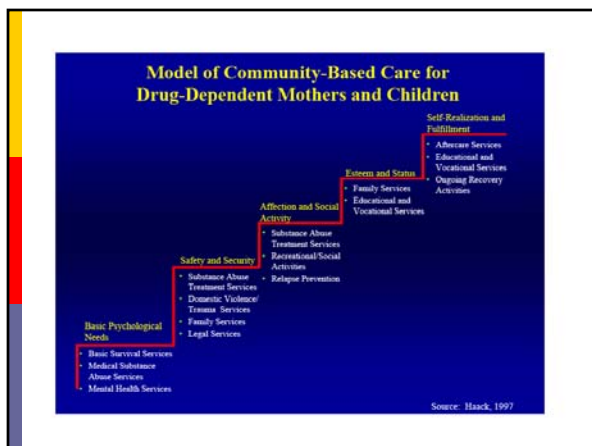 Model of Community-Based Care for
Drug-Dependent Mothers and Children
Self-Realization and
Fulfillment
• Aftercare Services
• Educational and
Vocational Services
• Ongoing Recovery
Activities
Esteem and Status
• Family Services
• Educational and
Vocational Services
Affection and Social
Activity
• Substance Abuse
Treatment Services
• Recreational/Social
Activities
• Relapse Prevention
Safety and Security
• Substance Abuse
Treatment Services
• Domestic Violence/
Trauma Services
• Family Services
• Legal Services
Basic Psychological
Needs
• Basic Survival Services
• Medical Substance
Abuse Services
• Mental Health Services
Source: Haack, 1997